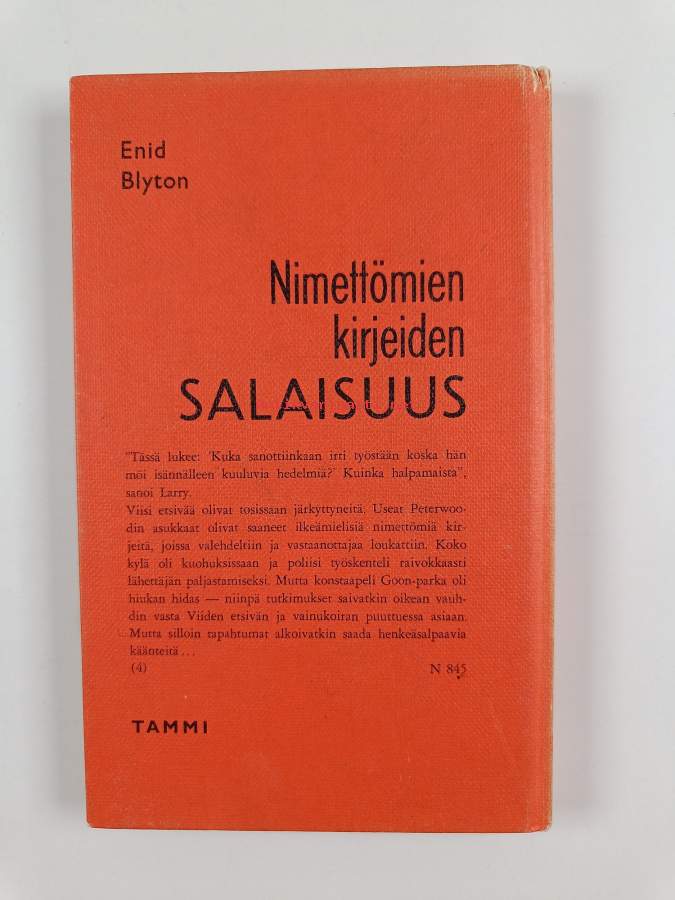 Enid
Blyton
Nimettömien
kirjeiden
SALAISUUS
"Tässä lukee: 'Kuka sanottiinkaan irti työstään koska hän
möi isännälleen kuuluvia hedelmiä?' Kuinka halpamaista",
sanoi Larry.
Viisi etsivää olivat tosissaan järkyttyneitä. Useat Peterwoo-
din asukkaat olivat saaneet ilkeämielisiä nimettömiä kir-
jeitä, joissa valehdeltiin ja vastaanottajaa loukattiin. Koko
kylä oli kuohuksissaan ja poliisi työskenteli raivokkaasti
lähettäjän paljastamiseksi. Mutta konstaapeli Goon-parka oli
hiukan hidas — niinpä tutkimukset saivatkin oikean vauh-
din vasta Viiden etsivän ja vainukoiran puuttuessa asiaan.
Mutta silloin tapahtumat alkoivatkin saada henkeäsalpaavia
käänteitä ...
(4) N 845
TAMMI